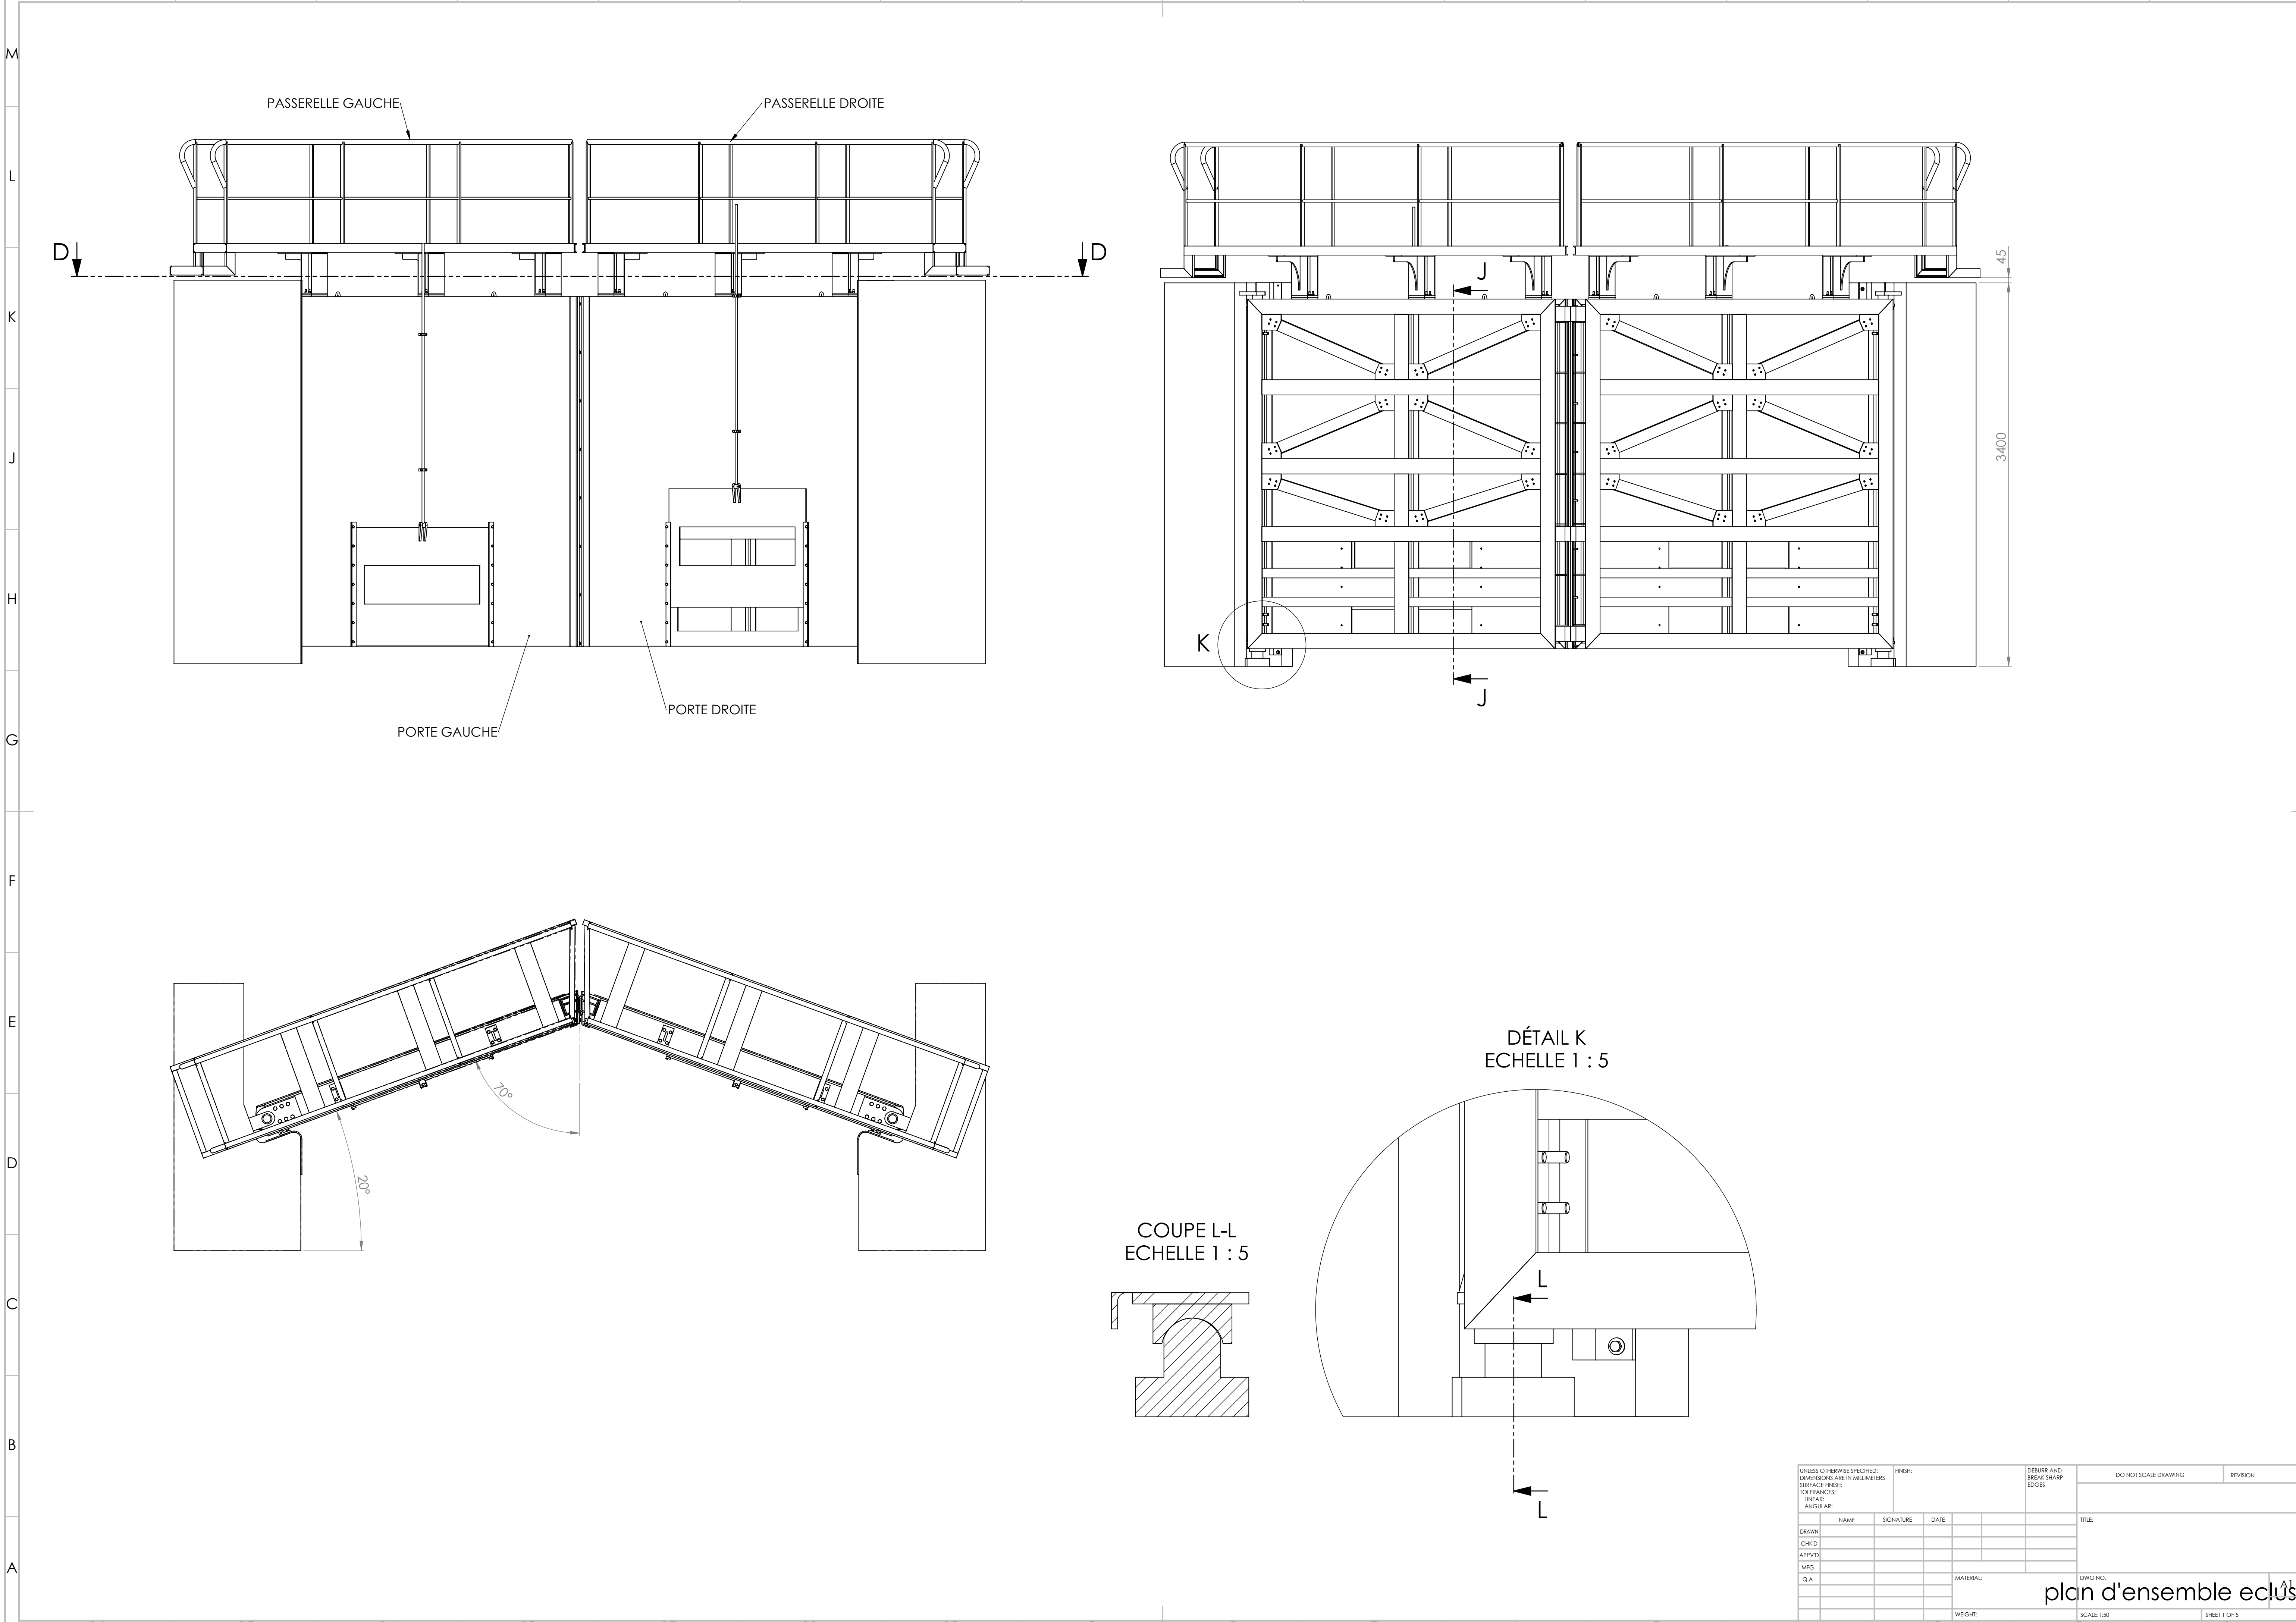 M
L
K
J
H
G
F
E
D
C
B
A
PASSERELLE GAUCHE
PASSERELLE DROITE
D
D
PORTE GAUCHE
PORTE DROITE
J
J
K
45
3400
70°
20°
DÉTAIL K
ECHELLE 1 : 5
COUPE L-L
ECHELLE 1 : 5
L
L
UNLESS OTHERWISE SPECIFIED:
DIMENSIONS ARE IN MILLIMETERS
SURFACE FINISH:
TOLERANCES:
LINEAR:
ANGULAR:
FINISH:
DEBURR AND
BREAK SHARP
EDGES
DO NOT SCALE DRAWING
REVISION
NAME
SIGNATURE
DATE
TITLE:
DRAWN
CHK'D
APPV'D
MFG
Q.A
MATERIAL:
DWG NO.
plan d'ensemble eclus
A1
WEIGHT:
SCALE:1:50
SHEET 1 OF 5